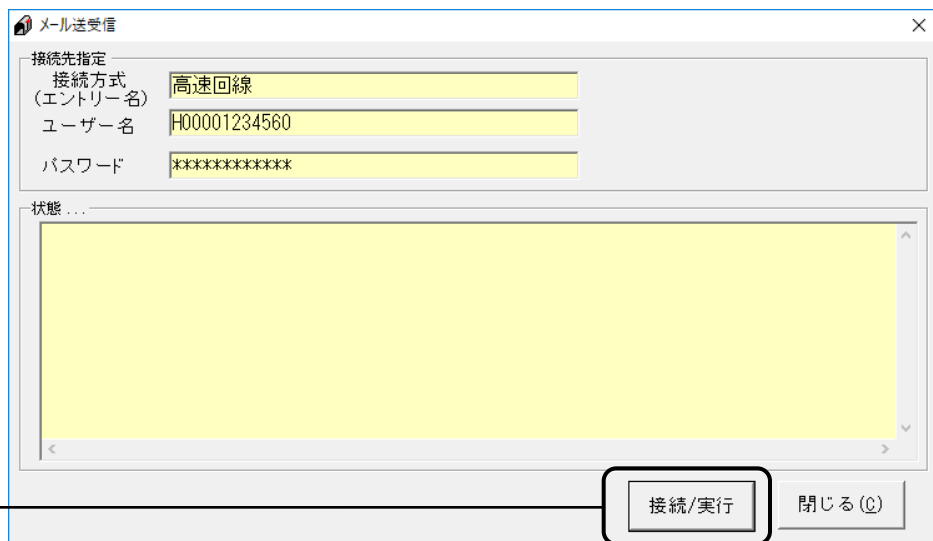 メール送受信
接続先指定
接続方式
(エントリー名)
高速回線
ユーザー名
H00001234560
パスワード
************
状態 ...
接続/実行
閉じる(C)